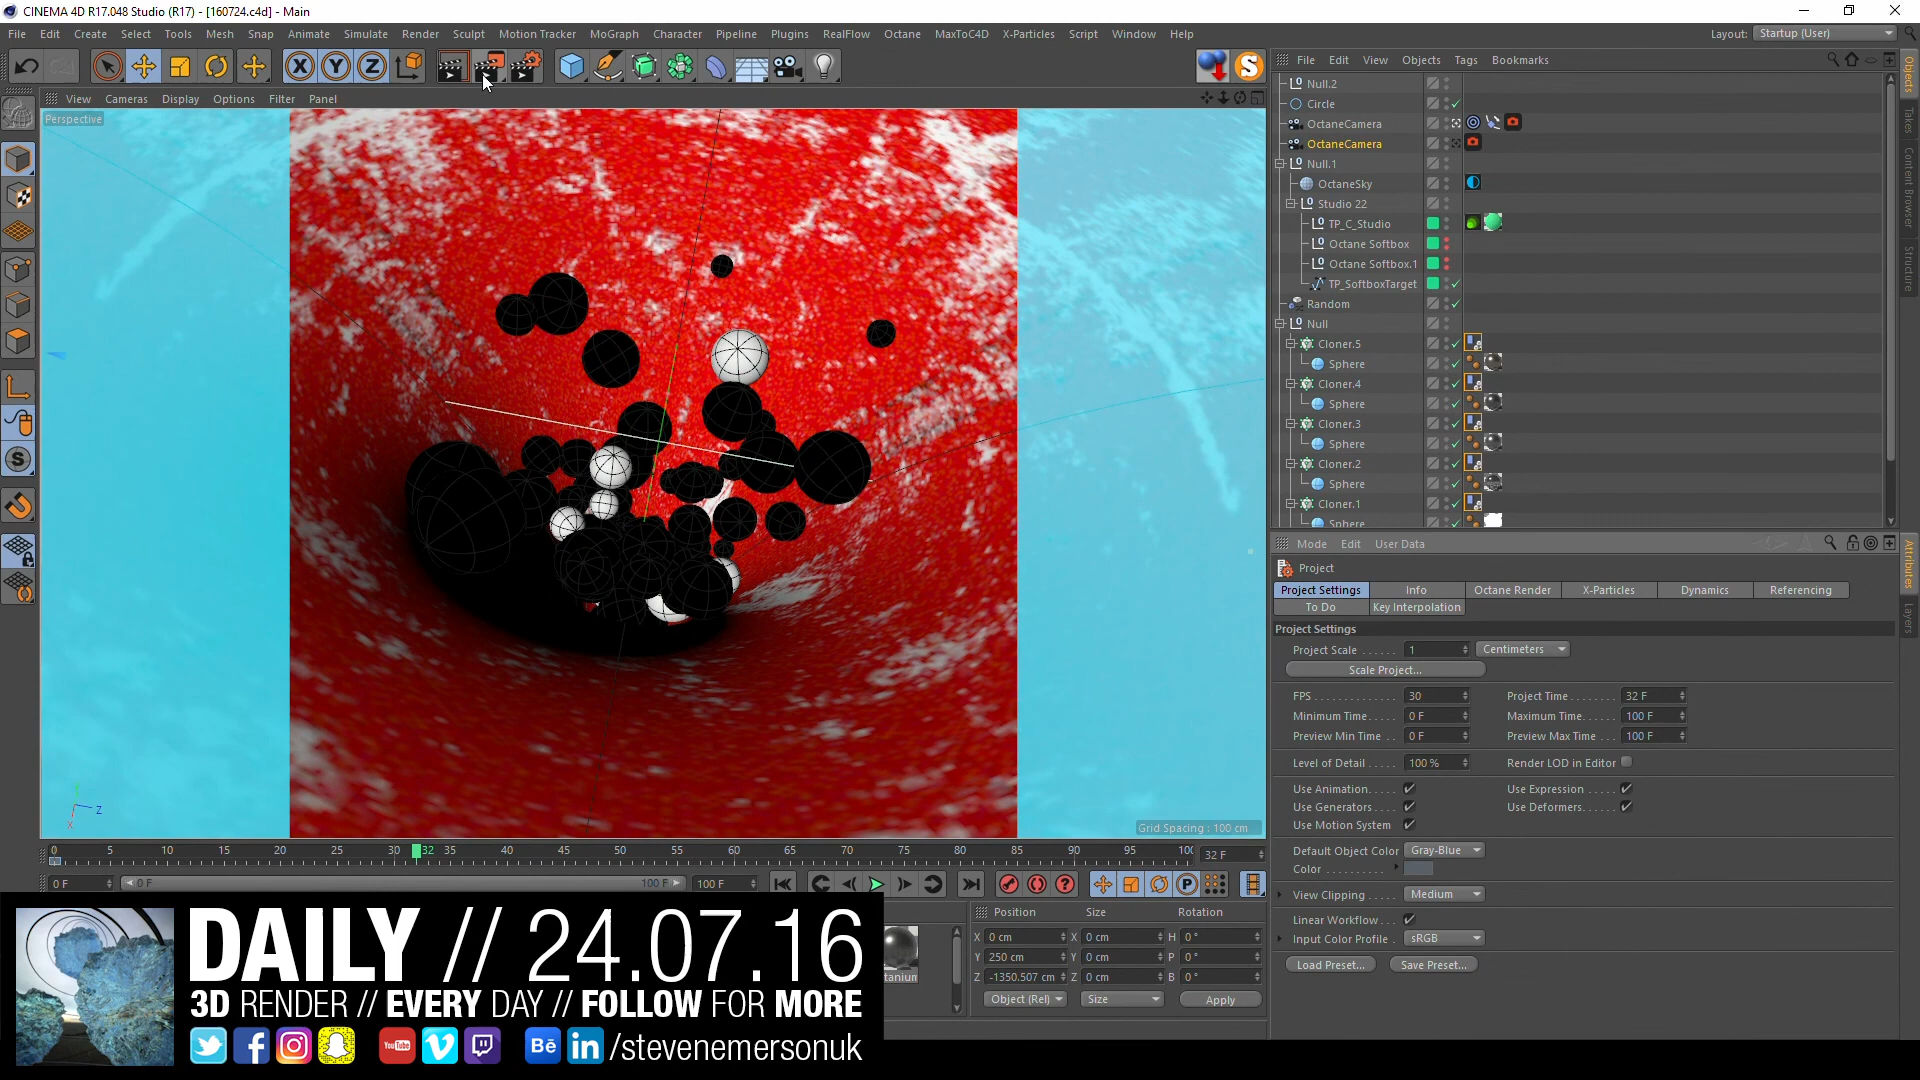 CINEMA 4D R17.048 Studio (R17) - [160724.c4d] - Main
File Edit Create Select Tools Mesh Snap Animate Simulate Render Sculpt Motion Tracker MoGraph Character Pipeline Plugins RealFlow Octane MaxToC4D X-Particles Script Window Help Layout: Startup (User)
X Y Z S
File Edit View Objects Tags Bookmarks
View Cameras Display Options Filter Panel
Perspective
Null.2
Circle
OctaneCamera
OctaneCamera
Null.1
OctaneSky
Studio 22
TP_C_Studio
Octane Softbox
Octane Softbox.1
TP_SoftboxTarget
Random
Null
Cloner.5
Sphere
Cloner.4
Sphere
Cloner.3
Sphere
Cloner.2
Sphere
Cloner.1
Sphere
Objects
Takes
Content Browser
Structure
Attributes
Layers
Mode Edit User Data
Project
Project Settings Info Octane Render X-Particles Dynamics Referencing
To Do Key Interpolation
Project Settings
Project Scale ...... 1 Centimeters
Scale Project...
FPS .............. 30 Project Time....... 32 F
Minimum Time..... 0 F Maximum Time...... 100 F
Preview Min Time .. 0 F Preview Max Time ... 100 F
Level of Detail ..... 100 % Render LOD in Editor
Use Animation..... Use Expression .....
Use Generators .... Use Deformers......
Use Motion System
Default Object Color Gray-Blue
Color ..........
View Clipping..... Medium
Linear Workflow...
Input Color Profile . sRGB
Load Preset... Save Preset...
Z
X
Grid Spacing : 100 cm
0 5 10 15 20 25 30 32 35 40 45 50 55 60 65 70 75 80 85 90 95 100 32 F
0 F 0 F 100 F 100 F
Position Size Rotation
X 0 cm X 0 cm H 0 °
Y 250 cm Y 0 cm P 0 °
Z -1350.507 cm Z 0 cm B 0 °
Object (Rel) Size Apply
tanium
DAILY // 24.07.16
3D RENDER // EVERY DAY // FOLLOW FOR MORE
You Tube Bē in /stevenemersonuk